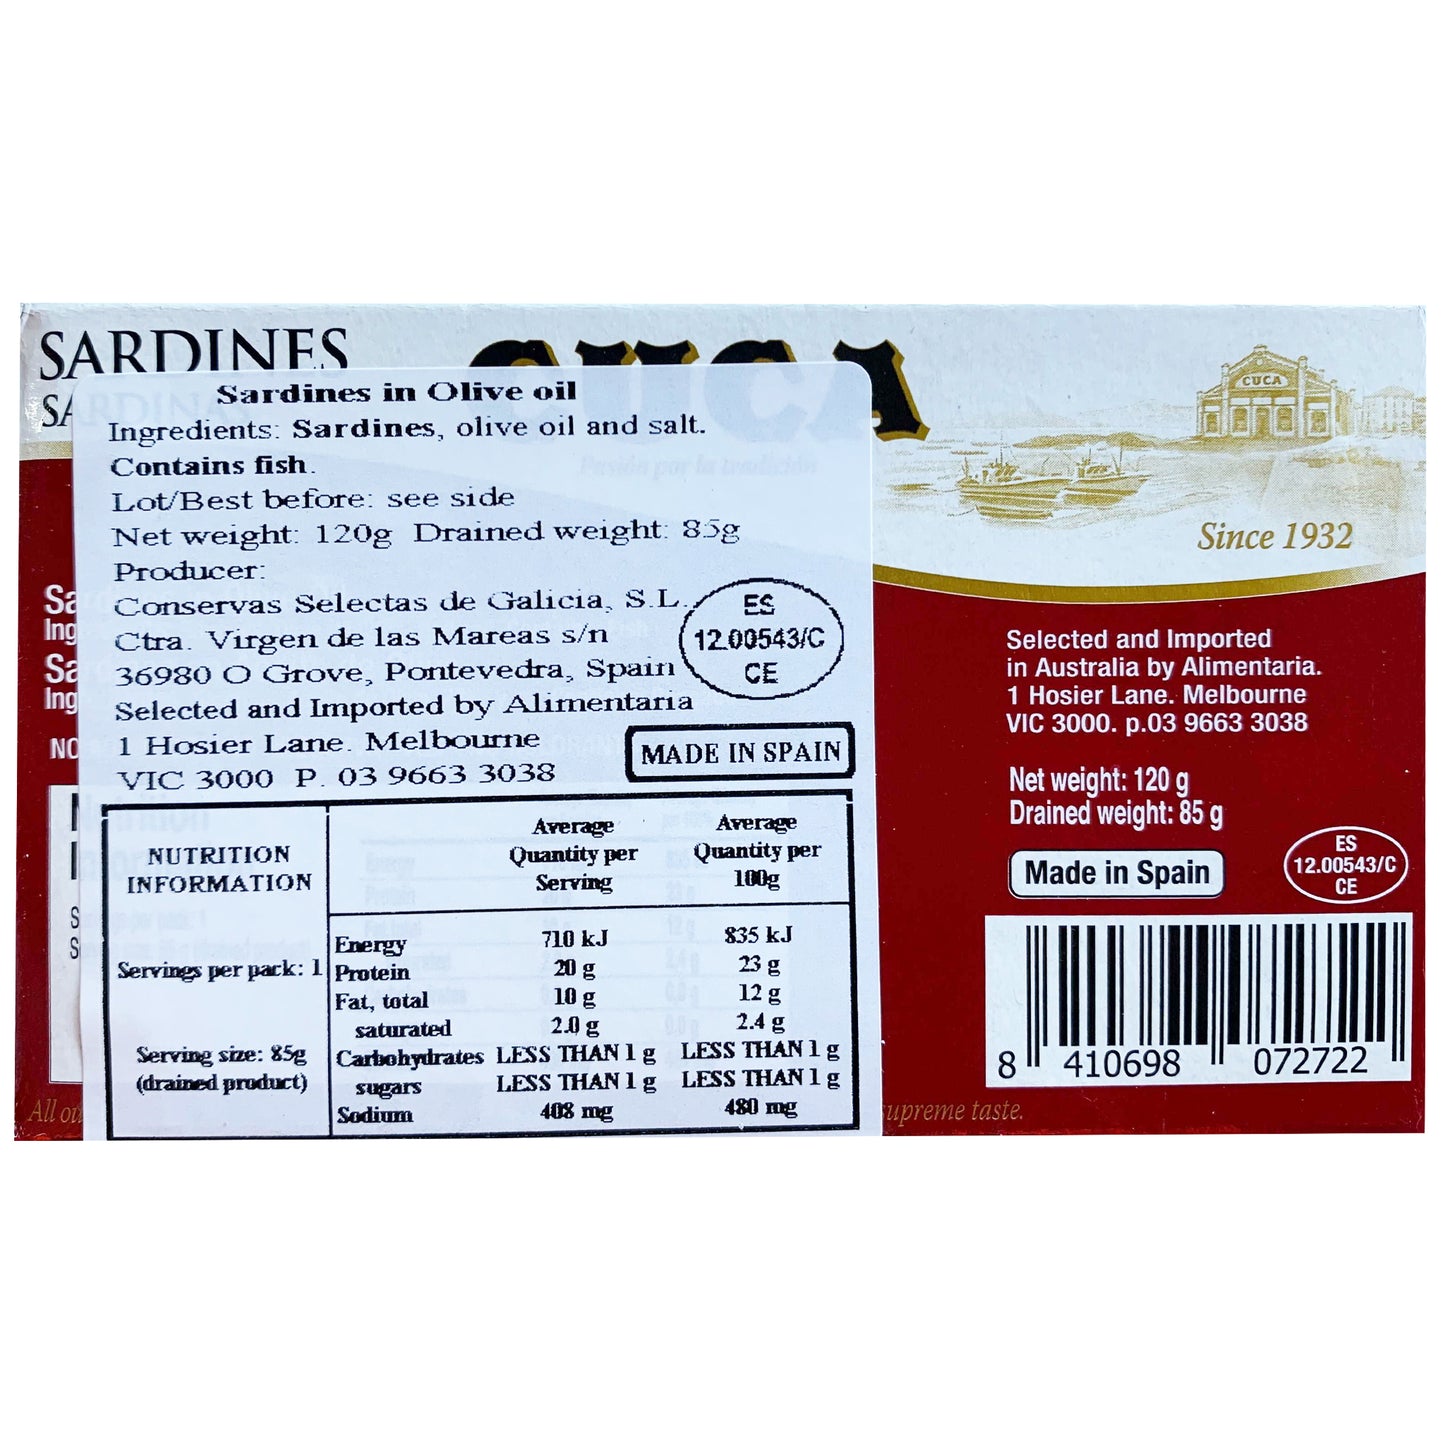 SARDINES
CUCA
CUCA
Since 1932
Sardines in Olive oil
Ingredients: Sardines, olive oil and salt.
Contains fish.
Lot/Best before: see side
Net weight: 120g Drained weight: 85g
Producer:
Conservas Selectas de Galicia, S.L.
Ctra. Virgen de las Mareas s/n
36980 O Grove, Pontevedra, Spain
ES
12.00543/C
CE
Selected and Imported by Alimentaria
1 Hosier Lane. Melbourne
VIC 3000 P. 03 9663 3038
MADE IN SPAIN
NUTRITION INFORMATION
Average Quantity per Serving
Average Quantity per 100g
Servings per pack: 1
Serving size: 85g
(drained product)
Energy 710 kJ 835 kJ
Protein 20 g 23 g
Fat, total 10 g 12 g
saturated 2.0 g 2.4 g
Carbohydrates LESS THAN 1 g LESS THAN 1 g
sugars LESS THAN 1 g LESS THAN 1 g
Sodium 408 mg 480 mg
Selected and Imported
in Australia by Alimentaria.
1 Hosier Lane. Melbourne
VIC 3000. p.03 9663 3038
Net weight: 120 g
Drained weight: 85 g
Made in Spain
ES
12.00543/C
CE
8 410698 072722
All
supreme taste.